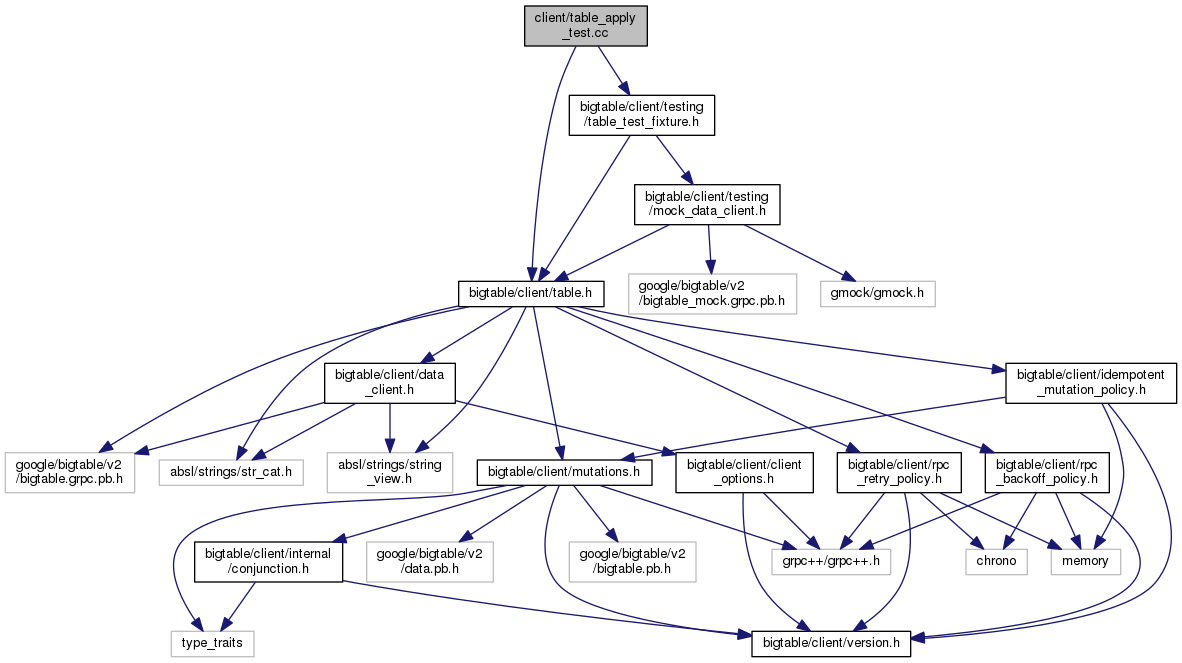 client/table_apply
_test.cc
bigtable/client/testing
/table_test_fixture.h
bigtable/client/testing
/mock_data_client.h
bigtable/client/table.h
google/bigtable/v2
/bigtable_mock.grpc.pb.h
gmock/gmock.h
bigtable/client/data
_client.h
bigtable/client/idempotent
_mutation_policy.h
google/bigtable/v2
/bigtable.grpc.pb.h
absl/strings/str_cat.h
absl/strings/string
_view.h
bigtable/client/mutations.h
bigtable/client/client
_options.h
bigtable/client/rpc
_retry_policy.h
bigtable/client/rpc
_backoff_policy.h
bigtable/client/internal
/conjunction.h
google/bigtable/v2
/data.pb.h
google/bigtable/v2
/bigtable.pb.h
grpc++/grpc++.h
chrono
memory
type_traits
bigtable/client/version.h